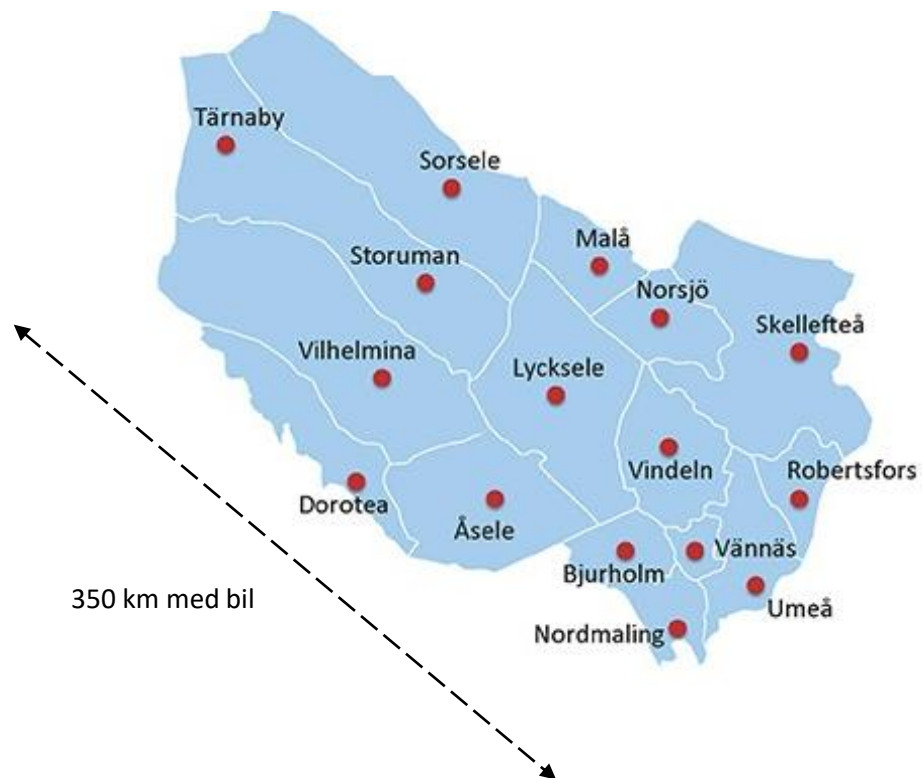 Tärnaby
Sorsele
Malå
Storuman
Norsjö
Skellefteå
Vilhelmina
Lycksele
Vindeln
Robertsfors
Dorotea
Åsele
Vännäs
Bjurholm
350 km med bil
Umeå
Nordmaling